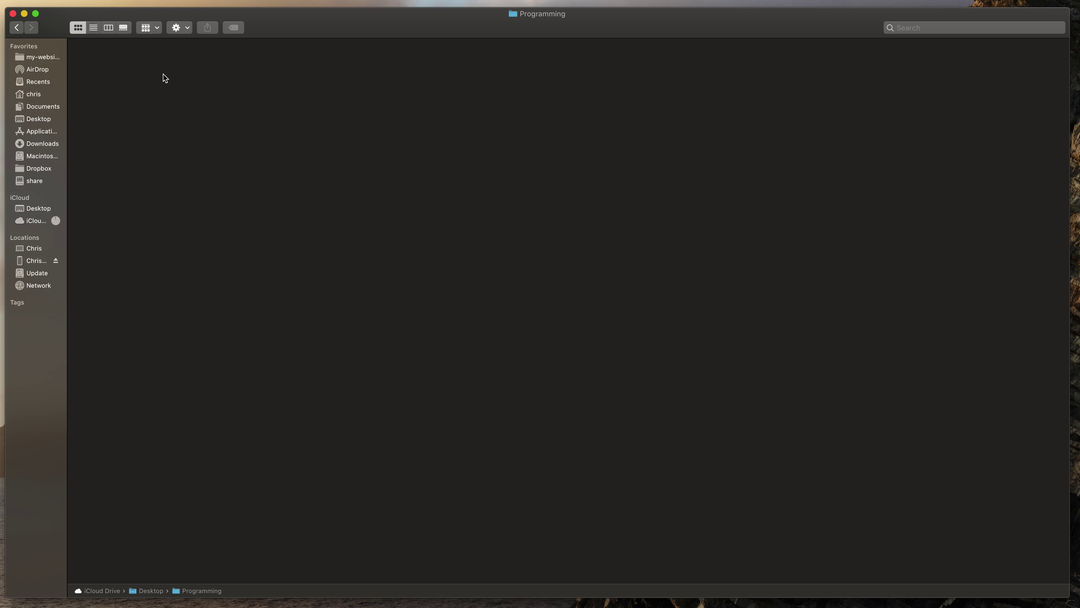 Programming
Search
Favorites
my-websi...
AirDrop
Recents
chris
Documents
Desktop
Applicati...
Downloads
Macintos...
Dropbox
share
iCloud
Desktop
iClou...
Locations
Chris
Chris...
Update
Network
Tags
iCloud Drive › Desktop › Programming